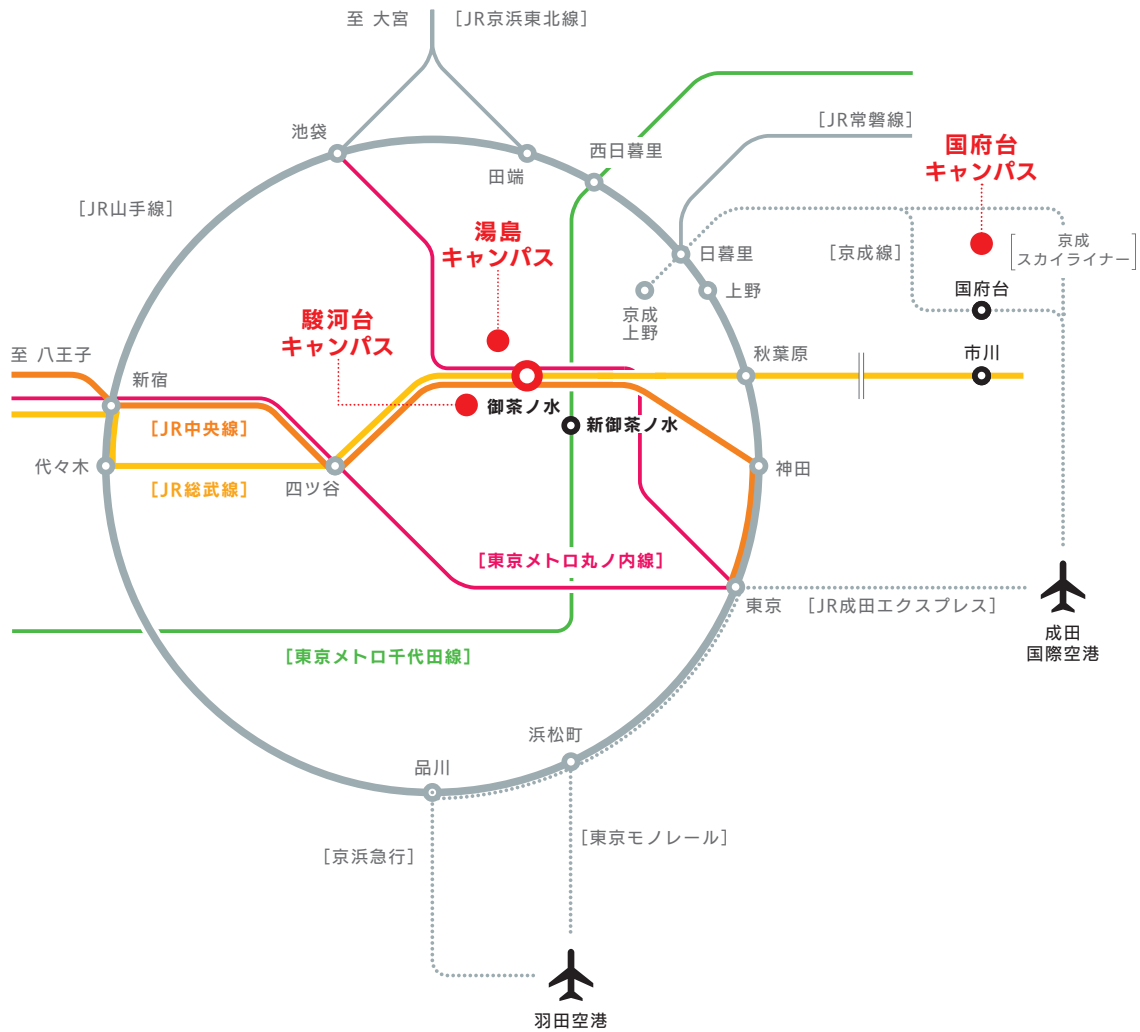 至 大宮
［JR京浜東北線］
池袋
田端
西日暮里
［JR常磐線］
国府台
キャンパス
［JR山手線］
湯島
キャンパス
日暮里
［京成線］
京成
スカイライナー
上野
国府台
京成
上野
駿河台
キャンパス
至 八王子
新宿
秋葉原
市川
御茶ノ水
新御茶ノ水
［JR中央線］
代々木
四ツ谷
神田
［JR総武線］
［東京メトロ丸ノ内線］
東京
［JR成田エクスプレス］
成田
国際空港
［東京メトロ千代田線］
浜松町
品川
［東京モノレール］
［京浜急行］
羽田空港